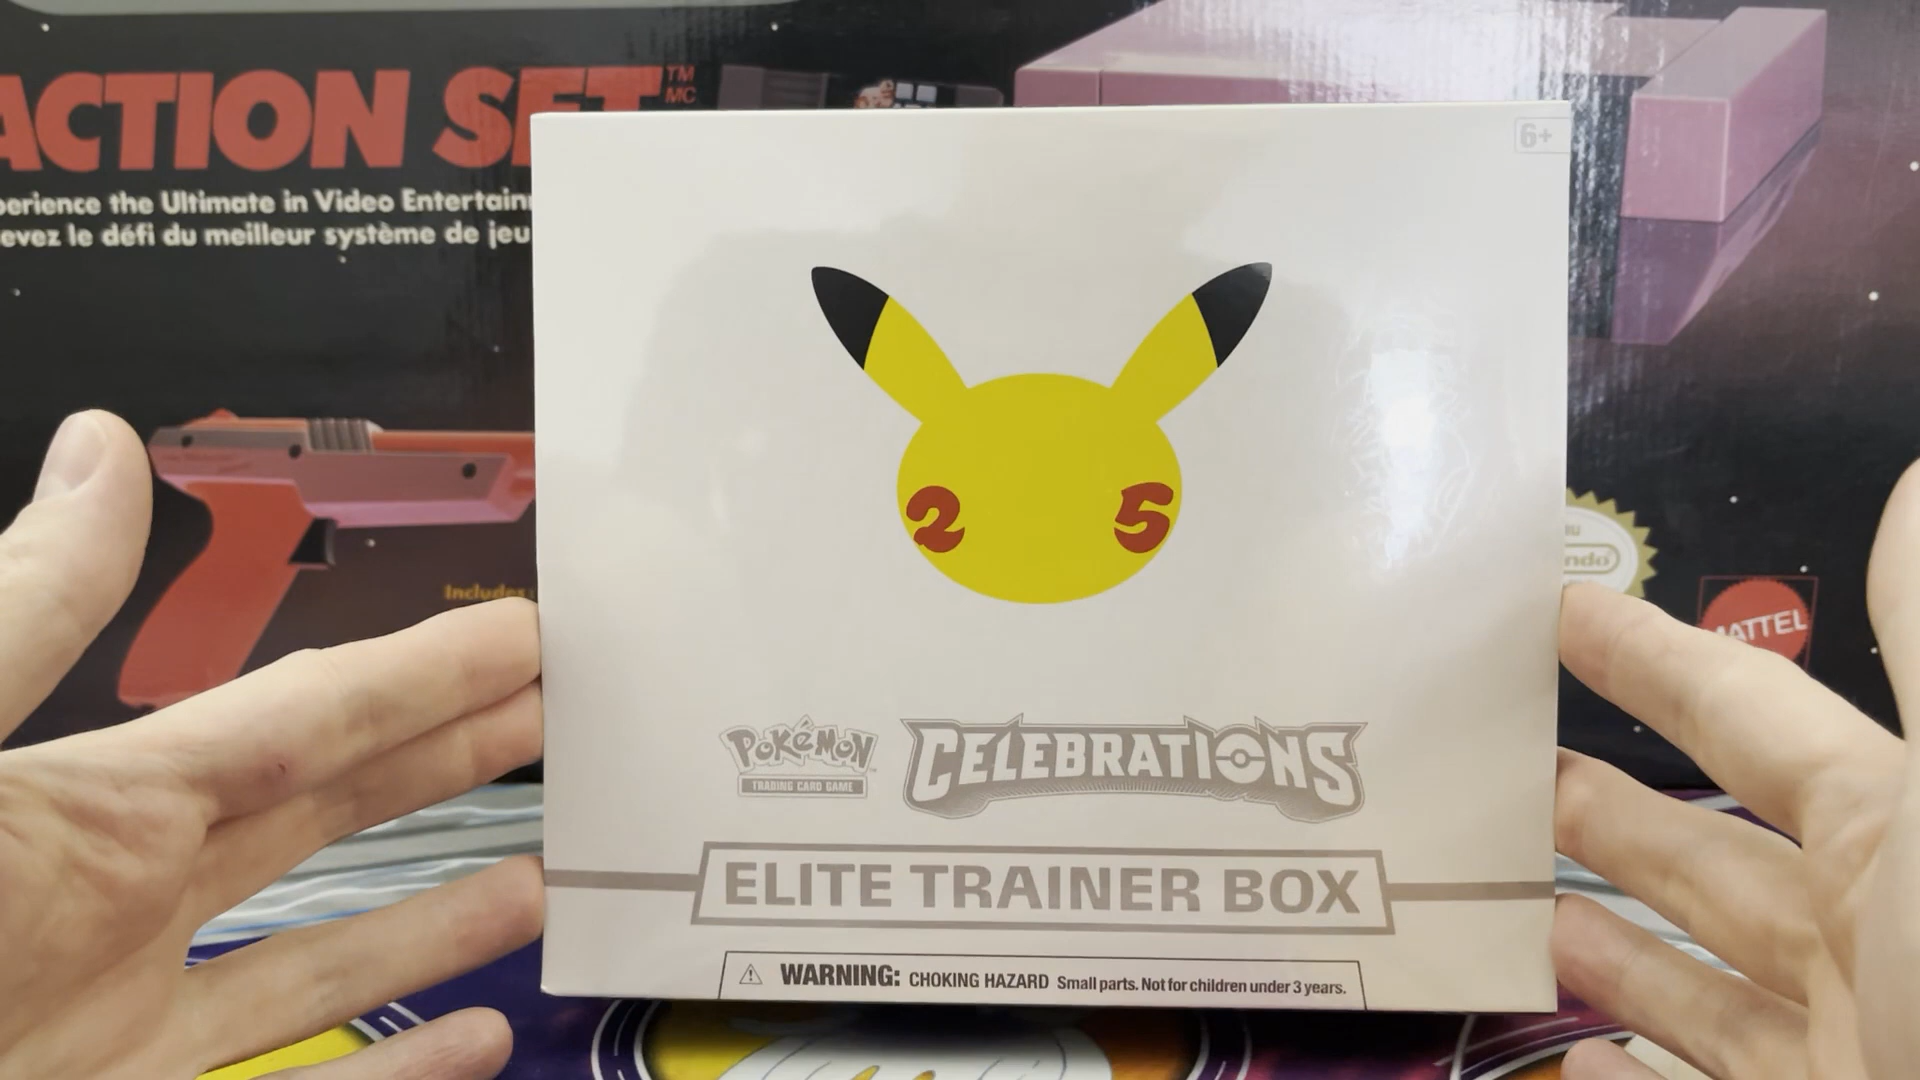 ACTION SET
TM
MC
perience the Ultimate in Video Entertain
evez le défi du meilleur système de jeu
Includes:
6+
2 5
POKéMON
TRADING CARD GAME
CELEBRATIONS
ELITE TRAINER BOX
WARNING: CHOKING HAZARD Small parts. Not for children under 3 years.
ndo
MATTEL